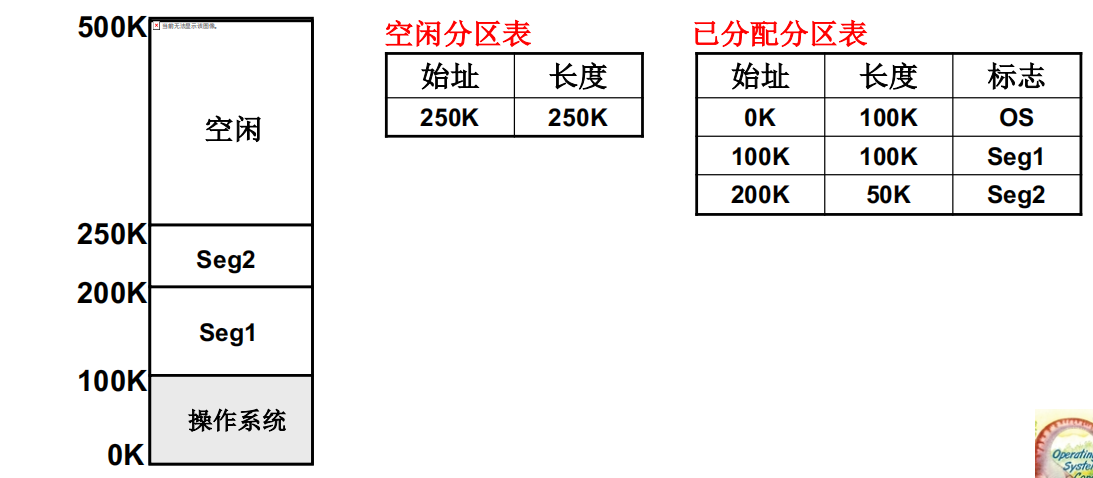 500K
当前无法显示该图像。
空闲
250K
Seg2
200K
Seg1
100K
操作系统
0K
空闲分区表
始址 长度
250K 250K
已分配分区表
始址 长度 标志
0K 100K OS
100K 100K Seg1
200K 50K Seg2
Operating